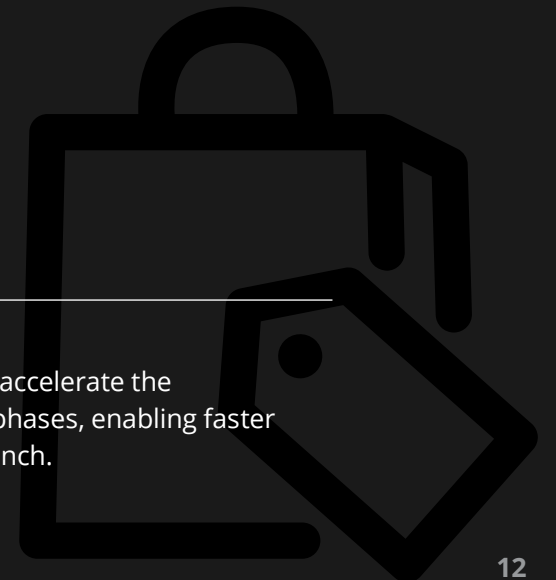 accelerate the
phases, enabling faster
nch.
12